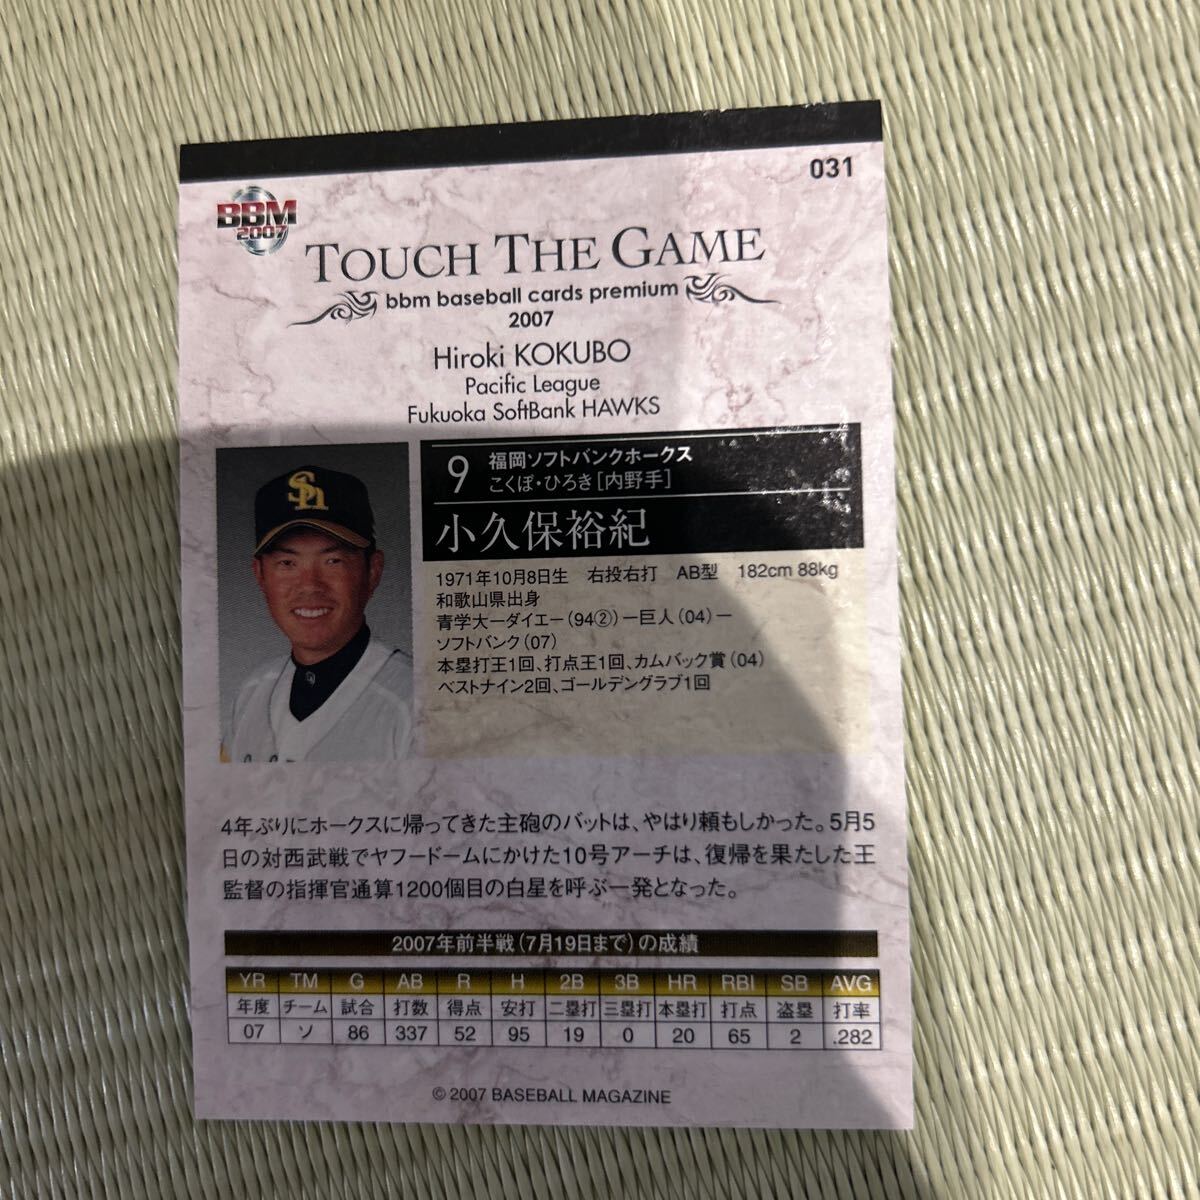 031
BBM
2007
TOUCH THE GAME
bbm baseball cards premium
2007
Hiroki KOKUBO
Pacific League
Fukuoka SoftBank HAWKS
9 福岡ソフトバンクホークス
こくぼ・ひろき[内野手]
小久保裕紀
Sh
1971年10月8日生 右投右打 AB型 182cm 88kg
和歌山県出身
青学大ーダイエー(94②)ー巨人(04)ー
ソフトバンク(07)
本塁打王1回、打点王1回、カムバック賞(04)
ベストナイン2回、ゴールデングラブ1回
4年ぶりにホークスに帰ってきた主砲のバットは、やはり頼もしかった。5月5
日の対西武戦でヤフードームにかけた10号アーチは、復帰を果たした王
監督の指揮官通算1200個目の白星を呼ぶ一発となった。
2007年前半戦(7月19日まで)の成績
YR TM G AB R H 2B 3B HR RBI SB AVG
年度 チーム 試合 打数 得点 安打 二塁打 三塁打 本塁打 打点 盗塁 打率
07 ソ 86 337 52 95 19 0 20 65 2 .282
© 2007 BASEBALL MAGAZINE